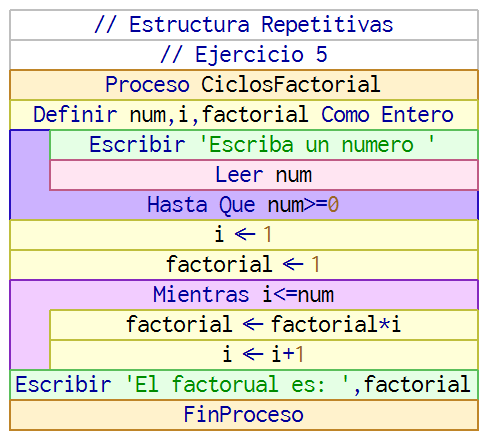 // Estructura Repetitivas
// Ejercicio 5
Proceso CiclosFactorial
Definir num,i,factorial Como Entero
Escribir 'Escriba un numero '
Leer num
Hasta Que num>=0
i ← 1
factorial ← 1
Mientras i<=num
factorial ← factorial*i
i ← i+1
Escribir 'El factorual es: ',factorial
FinProceso